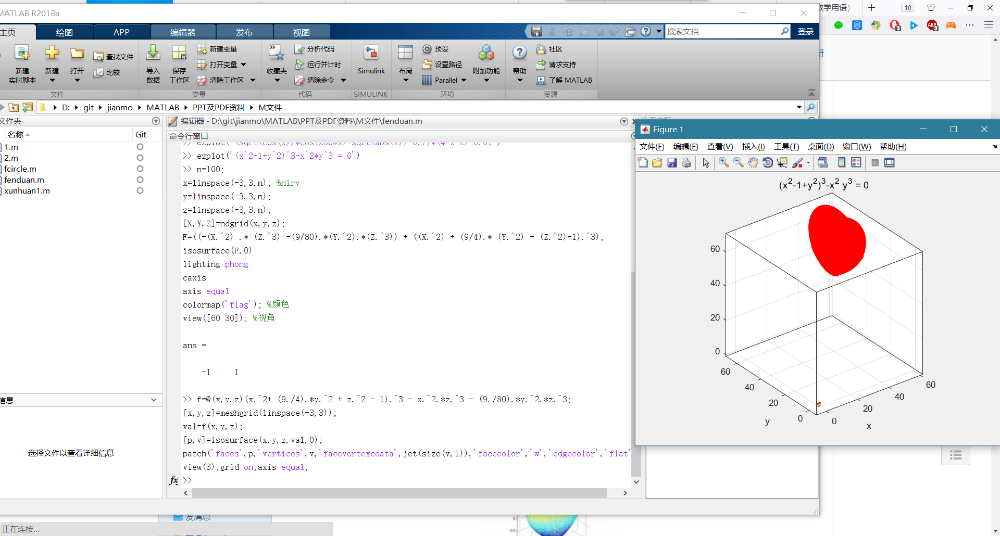 MATLAB R2018a
主页 绘图 APP 编辑器 发布 视图
搜索文档 登录
新建 实时脚本
新建
打开
查找文件
比较
导入 数据
保存 工作区
新建变量
打开变量
清除工作区
收藏夹
分析代码
运行并计时
清除命令
Simulink
布局
预设
设置路径
Parallel
附加功能
帮助
社区
请求支持
了解 MATLAB
文件 变量 代码 SIMULINK 环境 资源
D: git jianmo MATLAB PPT及PDF资料 M文件
文件夹
名称 Git
1.m
2.m
fcircle.m
fenduan.m
xunhuan1.m
信息
选择文件以查看详细信息
编辑器 - D:\git\jianmo\MATLAB\PPT及PDF资料\M文件\fenduan.m
命令行窗口
>> ezplot('(x^2-1+y^2)^3-x^2*y^3 = 0')
>> n=100;
x=linspace(-3,3,n); %nirv
y=linspace(-3,3,n);
z=linspace(-3,3,n);
[X,Y,Z]=ndgrid(x,y,z);
F=((-(X.^2) .* (Z.^3) -(9/80).*(Y.^2).*(Z.^3)) + ((X.^2) + (9/4).* (Y.^2) + (Z.^2)-1).^3);
isosurface(F,0)
lighting phong
caxis
axis equal
colormap('flag'); %颜色
view([60 30]); %视角
ans =
-1 1
>> f=@(x,y,z)(x.^2+ (9./4).*y.^2 + z.^2 - 1).^3 - x.^2.*z.^3 - (9./80).*y.^2.*z.^3;
[x,y,z]=meshgrid(linspace(-3,3));
val=f(x,y,z);
[p,v]=isosurface(x,y,z,val,0);
patch('faces',p,'vertices',v,'facevertexcdata',jet(size(v,1)),'facecolor','w','edgecolor','flat'
view(3);grid on;axis equal;
fx >>
Figure 1
文件(F) 编辑(E) 查看(V) 插入(I) 工具(T) 桌面(D) 窗口(W) 帮助(H)
(x^2-1+y^2)^3-x^2 y^3 = 0
60
40
20
0
60
40
20
0
y
0
20
40
60
x
10
发消息
正在连接...